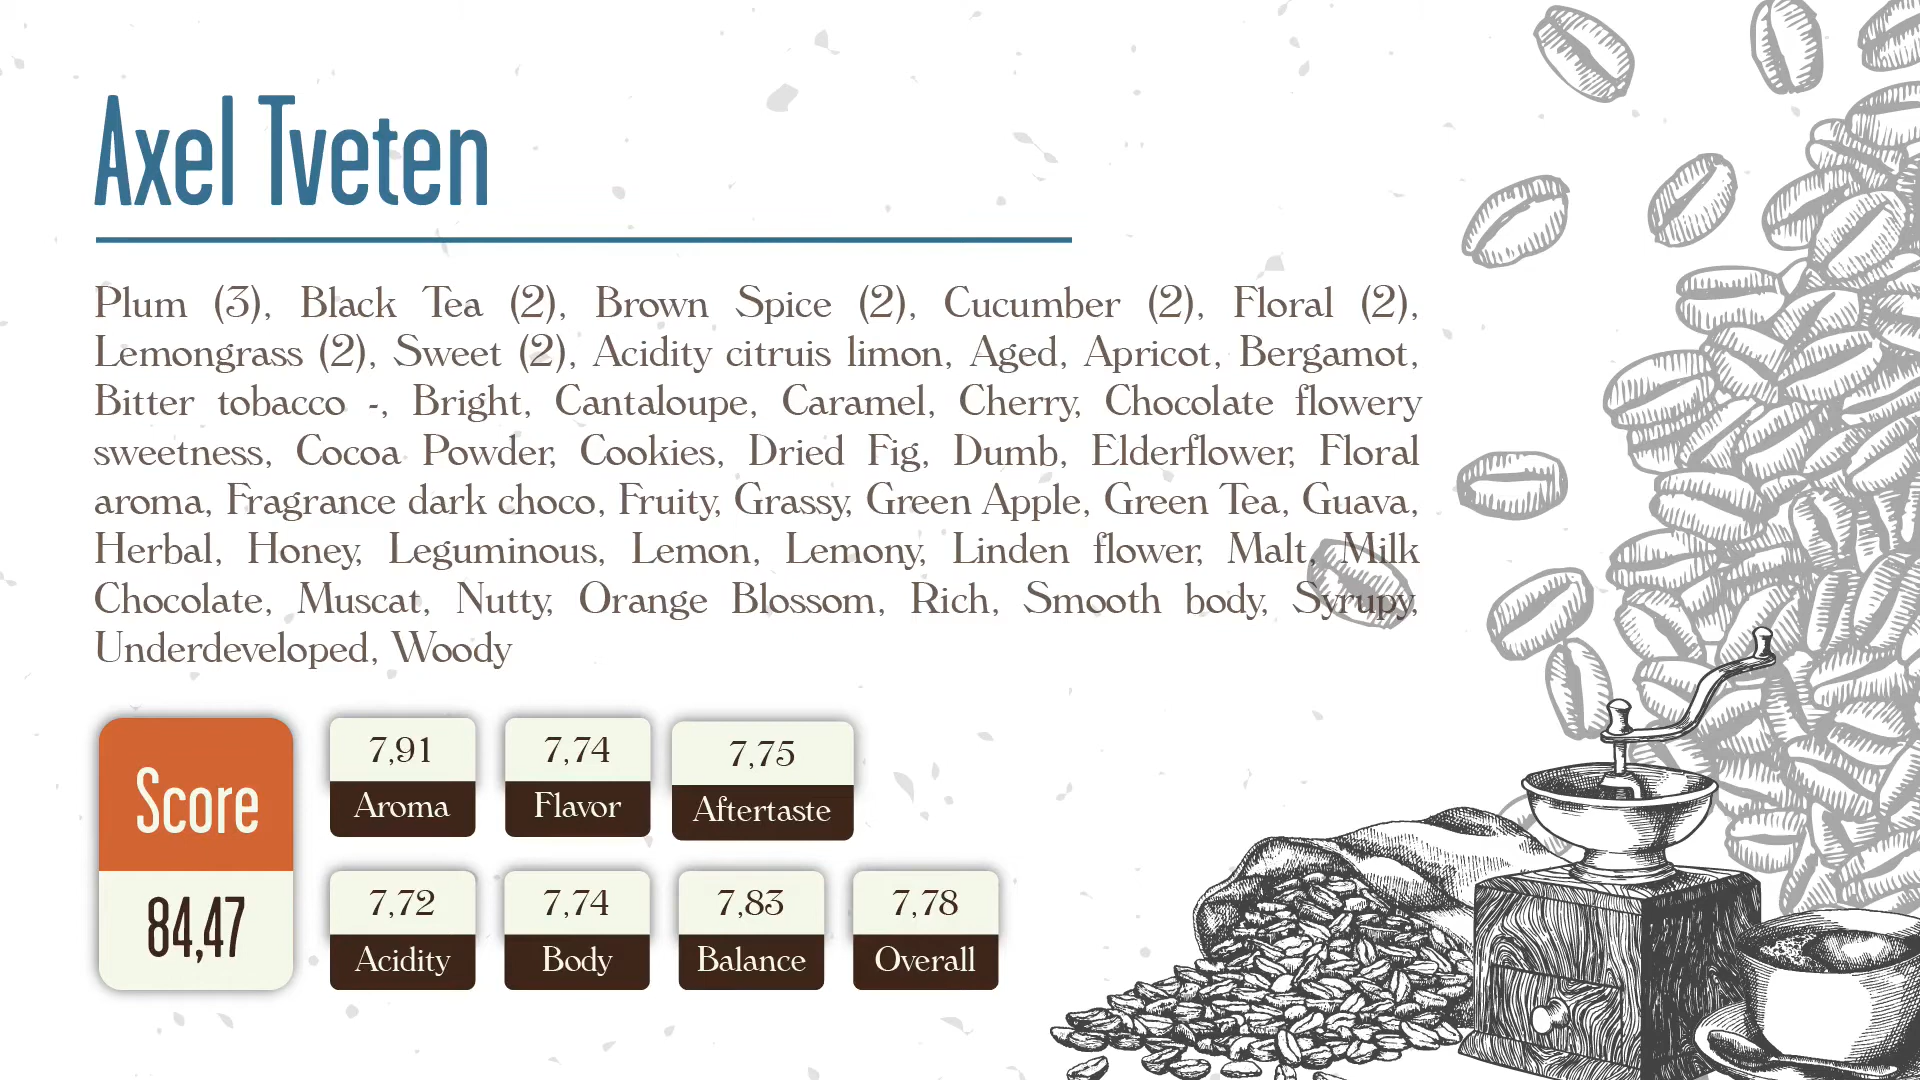 Axel Tveten
Plum (3), Black Tea (2), Brown Spice (2), Cucumber (2), Floral (2),
Lemongrass (2), Sweet (2), Acidity citruis limon, Aged, Apricot, Bergamot,
Bitter tobacco -, Bright, Cantaloupe, Caramel, Cherry, Chocolate flowery
sweetness, Cocoa Powder, Cookies, Dried Fig, Dumb, Elderflower, Floral
aroma, Fragrance dark choco, Fruity, Grassy, Green Apple, Green Tea, Guava,
Herbal, Honey, Leguminous, Lemon, Lemony, Linden flower, Malt, Milk
Chocolate, Muscat, Nutty, Orange Blossom, Rich, Smooth body, Syrupy,
Underdeveloped, Woody
Score
84,47
7,91
Aroma
7,74
Flavor
7,75
Aftertaste
7,72
Acidity
7,74
Body
7,83
Balance
7,78
Overall